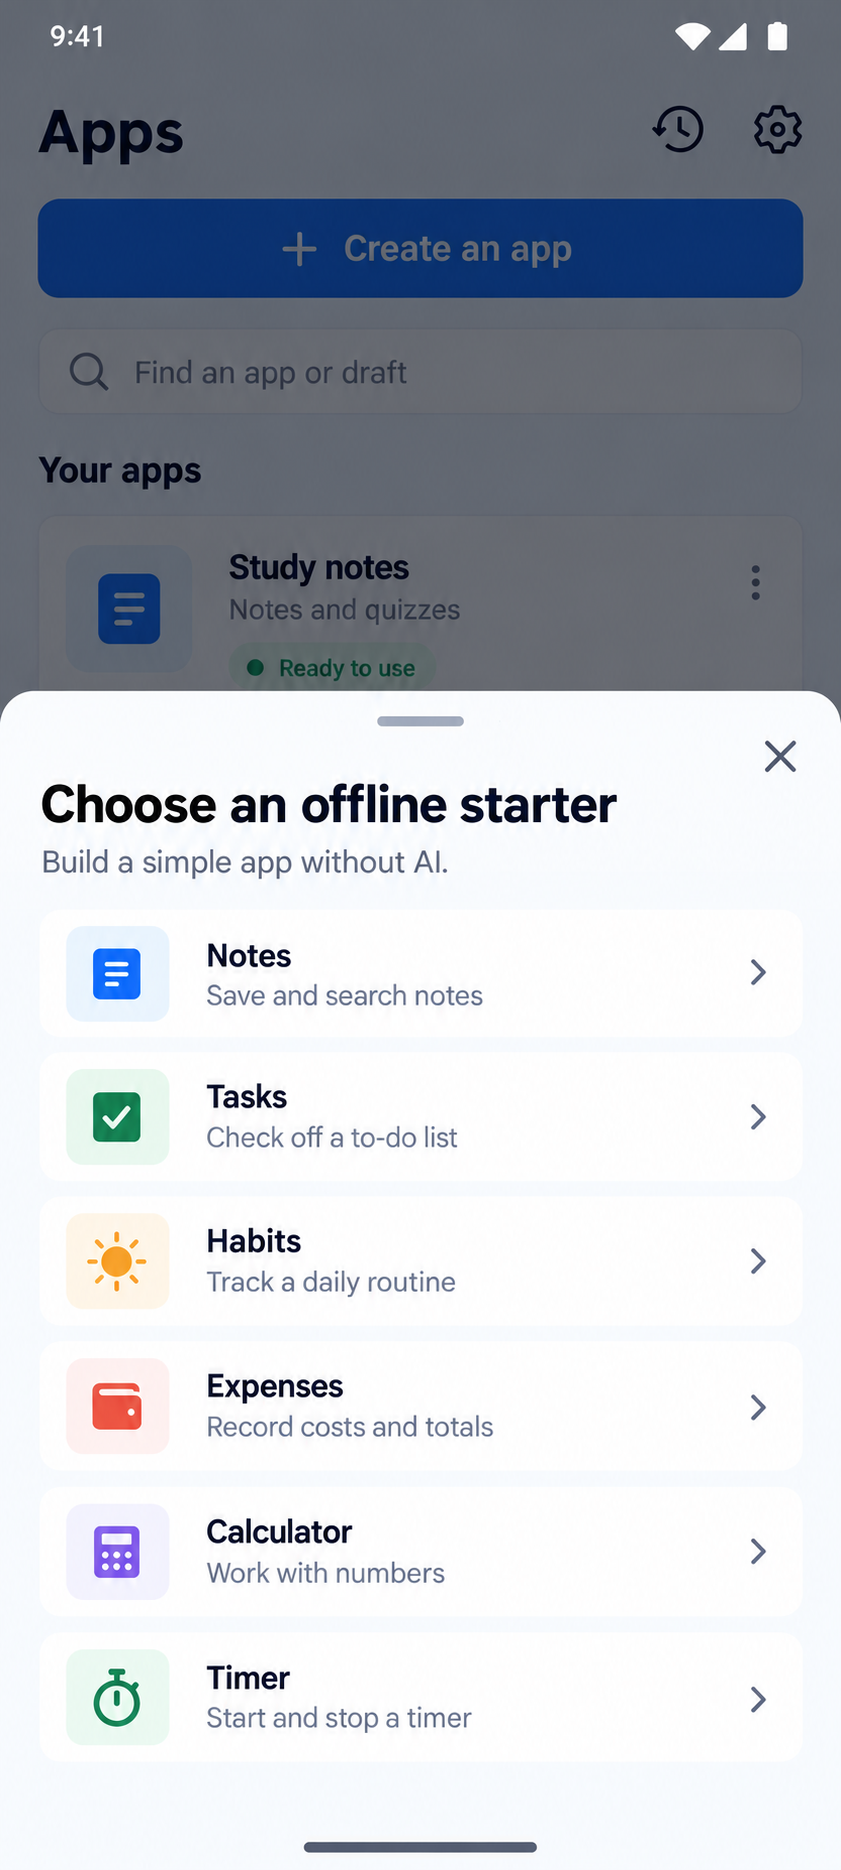 9:41
Apps
Create an app
Find an app or draft
Your apps
Study notes
Notes and quizzes
Ready to use
Choose an offline starter
Build a simple app without AI.
Notes
Save and search notes
Tasks
Check off a to-do list
Habits
Track a daily routine
Expenses
Record costs and totals
Calculator
Work with numbers
Timer
Start and stop a timer